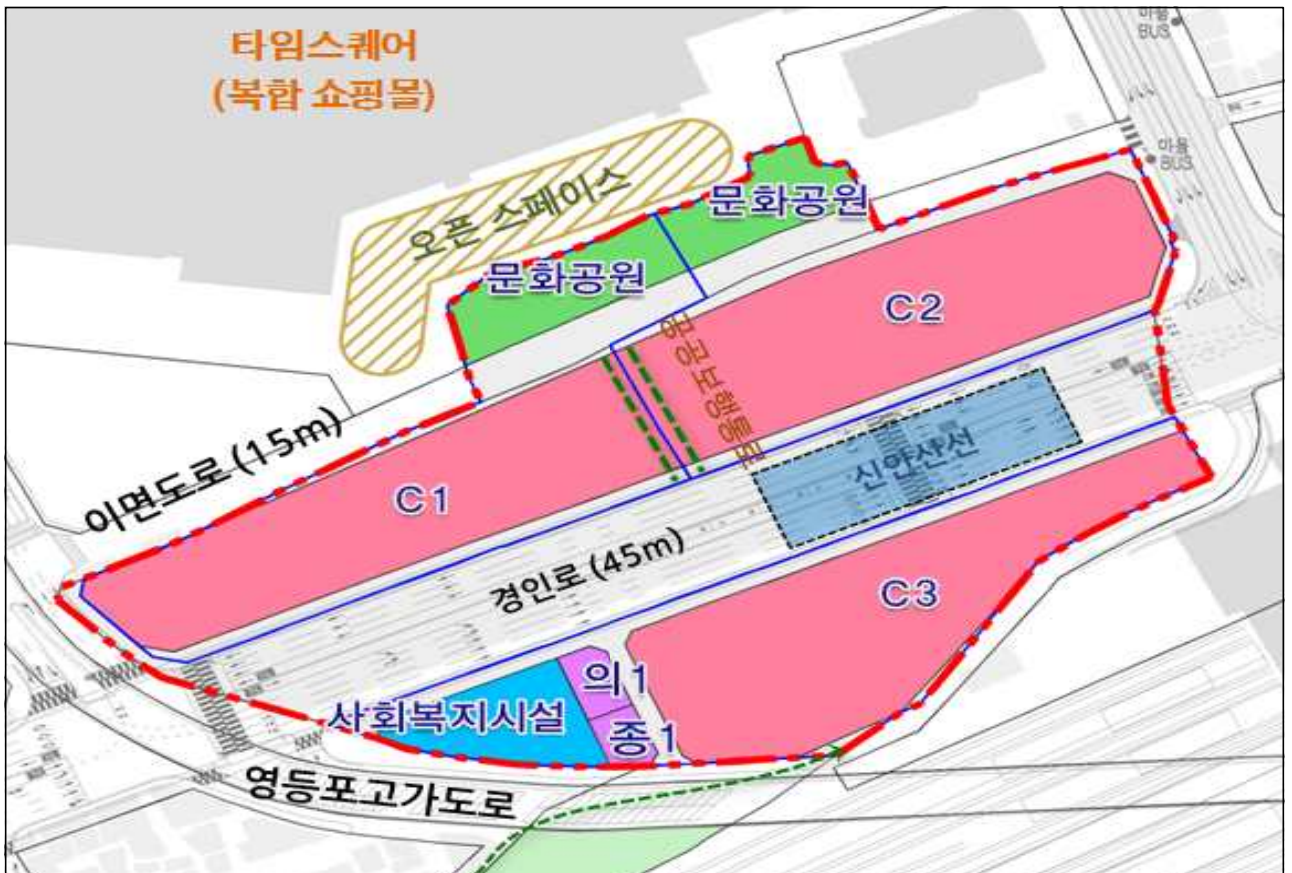 타임스퀘어
(복합 쇼핑몰)
마을
BUS
마을
BUS
오픈 스페이스
문화공원
문화공원
C2
공공보행통로
신안산선
이면도로 (15m)
C1
경인로 (45m)
C3
의1
사회복지시설
종1
영등포고가도로